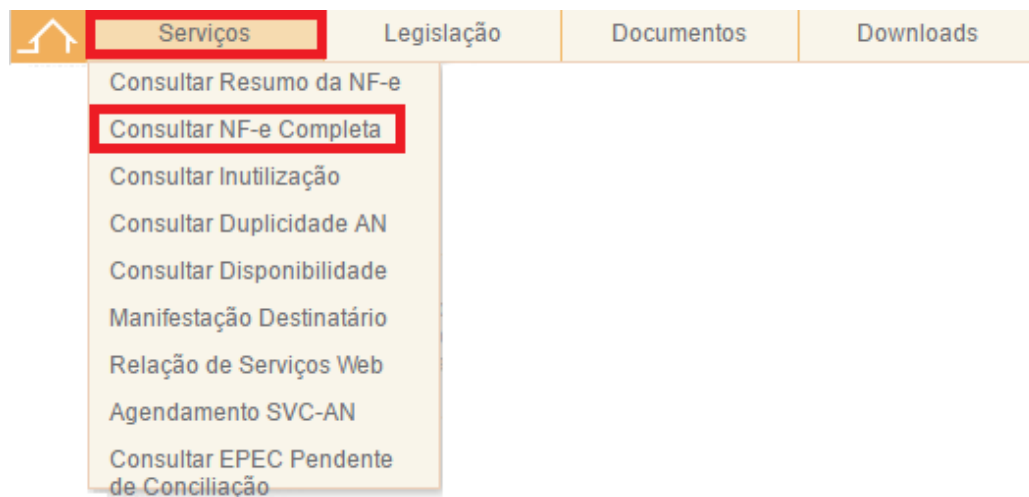 Serviços Legislação Documentos Downloads
Consultar Resumo da NF-e
Consultar NF-e Completa
Consultar Inutilização
Consultar Duplicidade AN
Consultar Disponibilidade
Manifestação Destinatário
Relação de Serviços Web
Agendamento SVC-AN
Consultar EPEC Pendente
de Conciliação